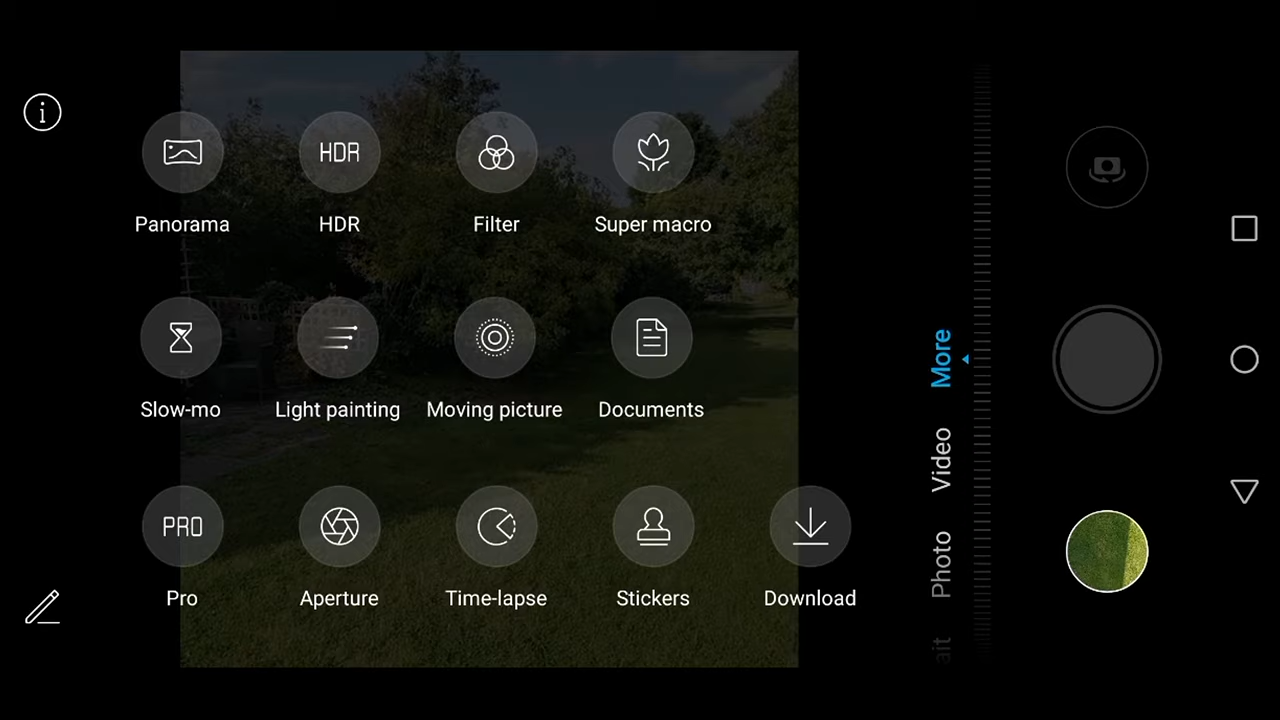 HDR
Panorama
HDR
Filter
Super macro
Slow-mo
Light painting
Moving picture
Documents
PRO
Pro
Aperture
Time-lapse
Stickers
Download
More
Video
Photo
ait